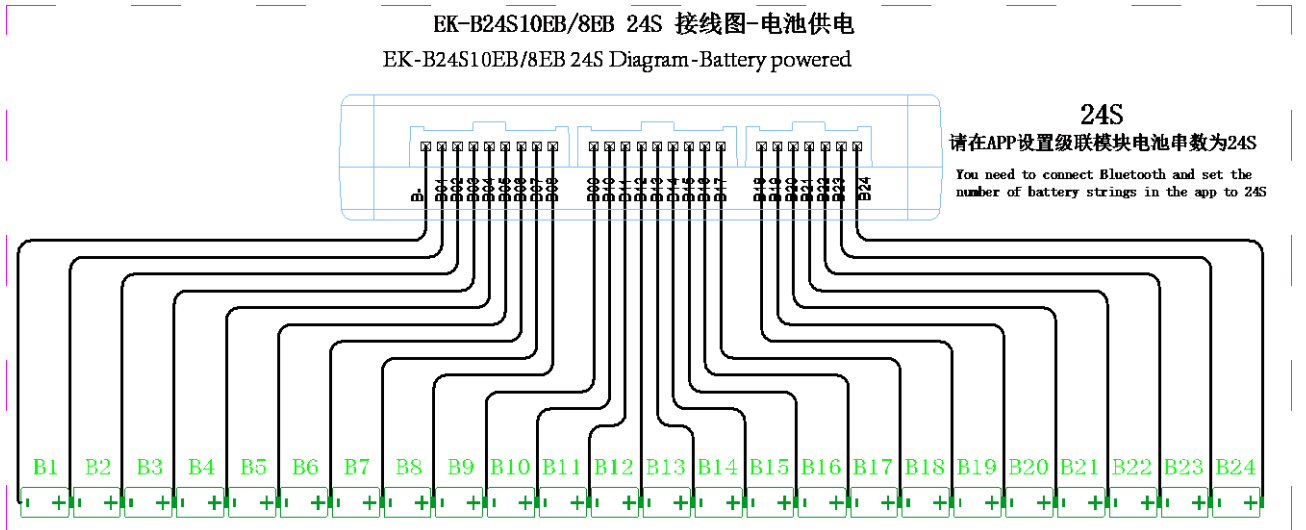 EK-B24S10EB/8EB 24S 接线图-电池供电
EK-B24S10EB/8EB 24S Diagram-Battery powered
24S
请在APP设置级联模块电池串数为24S
You need to connect Bluetooth and set the
number of battery strings in the app to 24S
B- B01 B02 B03 B04 B05 B06 B07 B08 B09 B10 B11 B12 B13 B14 B15 B16 B17 B18 B19 B20 B21 B22 B23 B24
B1 B2 B3 B4 B5 B6 B7 B8 B9 B10 B11 B12 B13 B14 B15 B16 B17 B18 B19 B20 B21 B22 B23 B24
- + - + - + - + - + - + - + - + - + - + - + - + - + - + - + - + - + - + - + - + - + - + - + - +